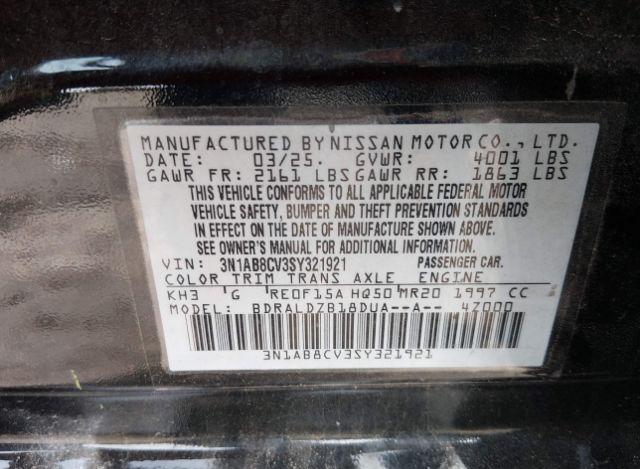 MANUFACTURED BY NISSAN MOTOR CO., LTD.
DATE: 03/25. GVWR: 4001 LBS
GAWR FR: 2161 LBS GAWR RR: 1863 LBS
THIS VEHICLE CONFORMS TO ALL APPLICABLE FEDERAL MOTOR
VEHICLE SAFETY, BUMPER AND THEFT PREVENTION STANDARDS
IN EFFECT ON THE DATE OF MANUFACTURE SHOWN ABOVE.
SEE OWNER'S MANUAL FOR ADDITIONAL INFORMATION.
VIN: 3N1AB8CV3SY321921 PASSENGER CAR.
COLOR TRIM TRANS AXLE ENGINE
KH3 G RE0F15A HQ50 MR20 1997 CC
MODEL: BDRALDZB18DUA--A-- 4Z000
3N1AB8CV3SY321921